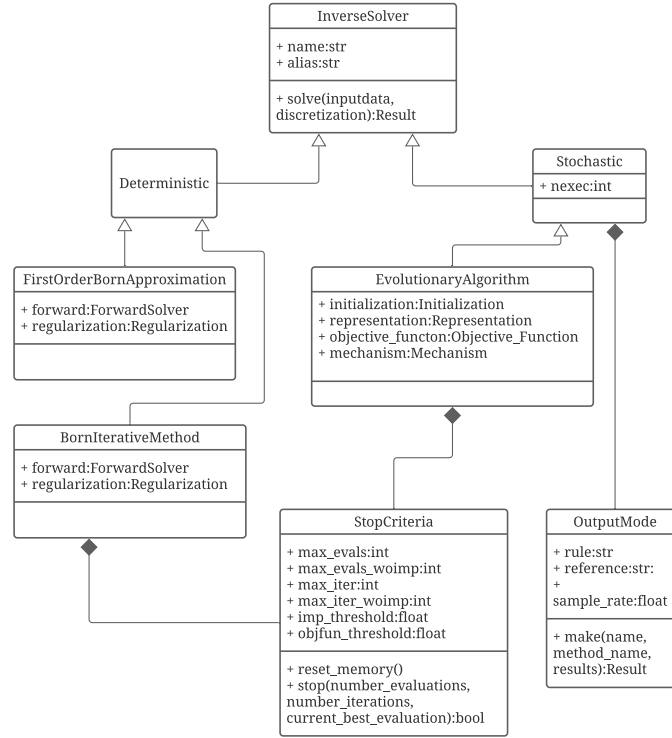 InverseSolver
+ name:str
+ alias:str
+ solve(inputdata,
discretization):Result
Deterministic
Stochastic
+ nexec:int
FirstOrderBornApproximation
+ forward:ForwardSolver
+ regularization:Regularization
EvolutionaryAlgorithm
+ initialization:Initialization
+ representation:Representation
+ objective_functon:Objective_Function
+ mechanism:Mechanism
BornIterativeMethod
+ forward:ForwardSolver
+ regularization:Regularization
StopCriteria
+ max_evals:int
+ max_evals_woimp:int
+ max_iter:int
+ max_iter_woimp:int
+ imp_threshold:float
+ objfun_threshold:float
+ reset_memory()
+ stop(number_evaluations,
number_iterations,
current_best_evaluation):bool
OutputMode
+ rule:str
+ reference:str:
+
sample_rate:float
+ make(name,
method_name,
results):Result